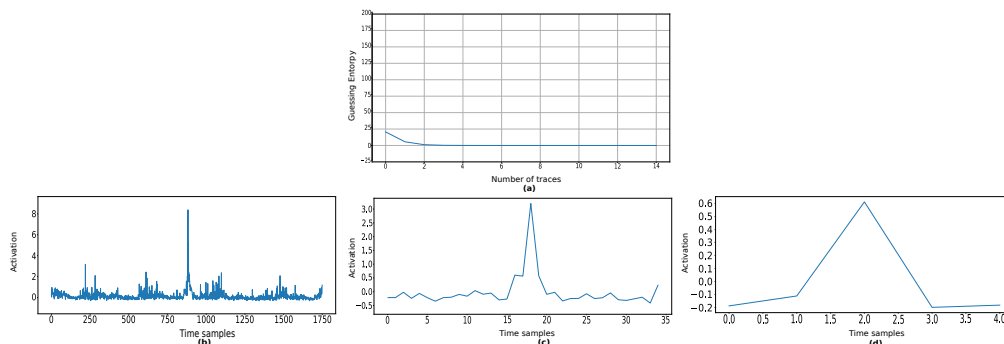 200
175
150
125
100
75
50
25
0
−25
Guessing Entorpy
0 2 4 6 8 10 12 14
Number of traces
(a)
8
6
4
2
0
Activation
0 250 500 750 1000 1250 1500 1750
Time samples
(b)
3,0
2,5
2,0
1,5
1,0
0,5
0.0
−0.5
Activation
0 5 10 15 20 25 30 35
Time samples
(c)
0.6
0.5
0.4
0.3
0.2
0.1
0.0
−0.1
−0.2
Activation
0.0 0.5 1.0 1.5 2.0 2.5 3.0 3.5 4.0
Time samples
(d)